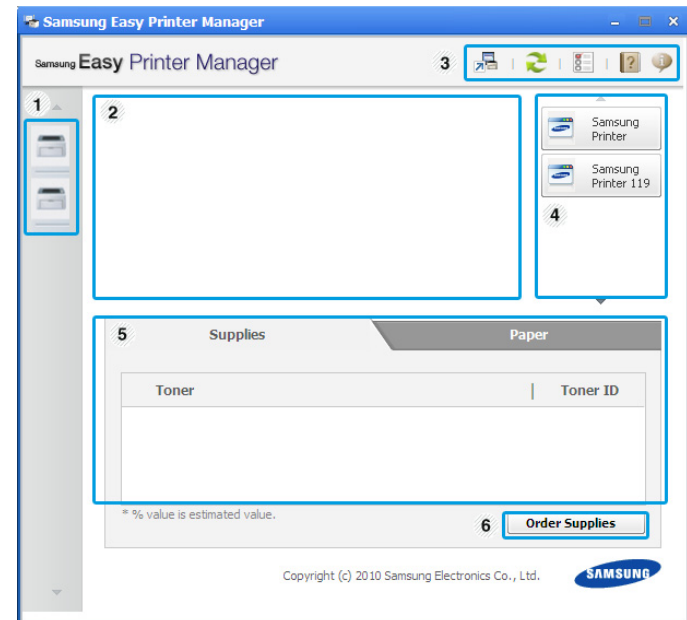 Samsung Easy Printer Manager
Samsung Easy Printer Manager
3
1
2
Samsung
Printer
Samsung
Printer 119
4
5 Supplies Paper
Toner | Toner ID
* % value is estimated value.
6 Order Supplies
Copyright (c) 2010 Samsung Electronics Co., Ltd. SAMSUNG